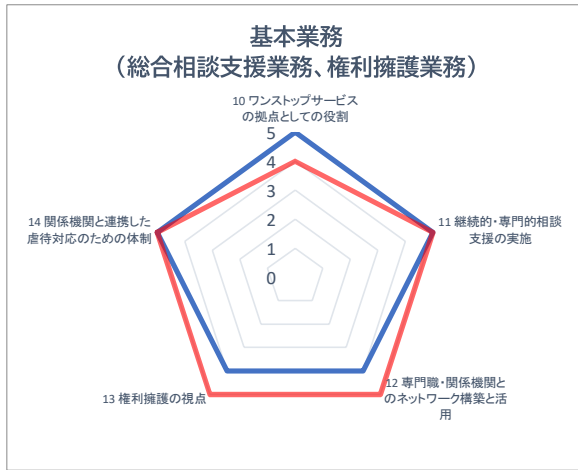 基本業務
（総合相談支援業務、権利擁護業務）
10 ワンストップサービス
の拠点としての役割
5
4
3
2
1
0
14 関係機関と連携した
虐待対応のための体制
11 継続的・専門的相談
支援の実施
13 権利擁護の視点
12 専門職・関係機関と
のネットワーク構築と活
用